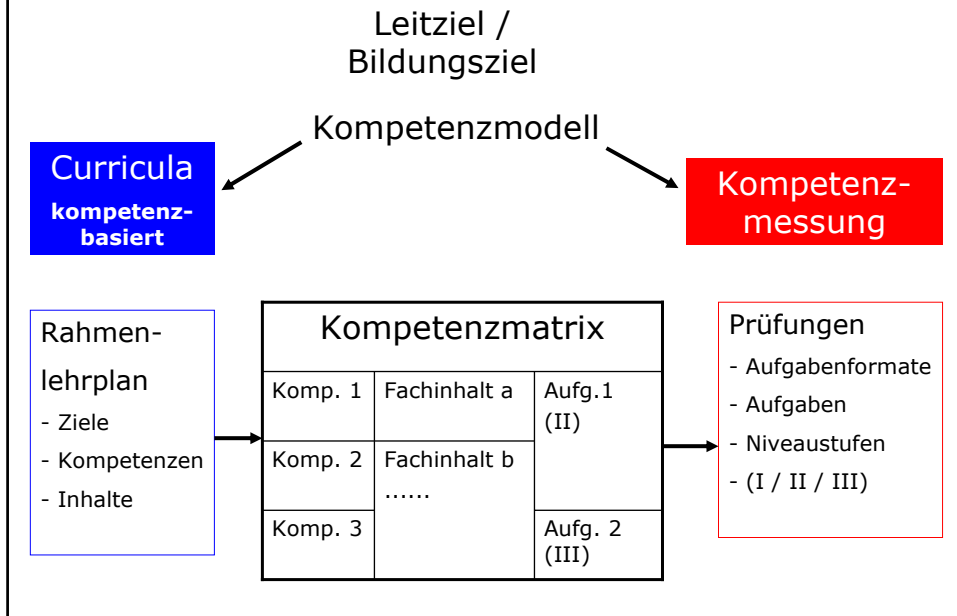 Leitziel /
Bildungsziel
Kompetenzmodell
Curricula
kompetenz-
basiert
Kompetenz-
messung
Rahmen-
lehrplan
- Ziele
- Kompetenzen
- Inhalte
Kompetenzmatrix
Komp. 1
Fachinhalt a
Aufg.1
(II)
Komp. 2
Fachinhalt b
......
Komp. 3
Aufg. 2
(III)
Prüfungen
- Aufgabenformate
- Aufgaben
- Niveaustufen
- (I / II / III)